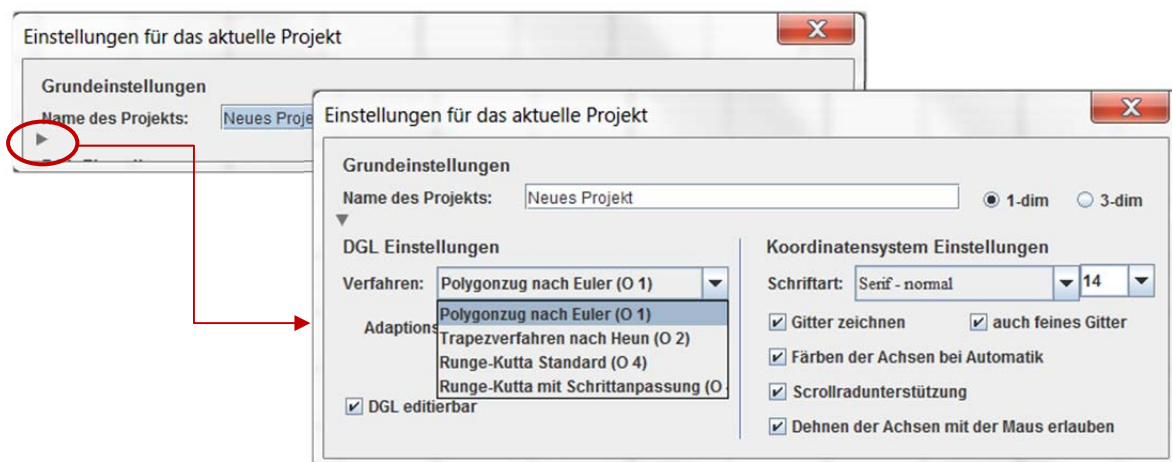 Einstellungen für das aktuelle Projekt
X
Grundeinstellungen
Name des Projekts: Neues Proje
Einstellungen für das aktuelle Projekt
X
Grundeinstellungen
Name des Projekts: Neues Projekt 1-dim 3-dim
DGL Einstellungen
Verfahren: Polygonzug nach Euler (O 1)
Polygonzug nach Euler (O 1)
Adaptions
Trapezverfahren nach Heun (O 2)
Runge-Kutta Standard (O 4)
Runge-Kutta mit Schrittanpassung (O
DGL editierbar
Koordinatensystem Einstellungen
Schriftart: Serif - normal 14
Gitter zeichnen auch feines Gitter
Färben der Achsen bei Automatik
Scrollradunterstützung
Dehnen der Achsen mit der Maus erlauben